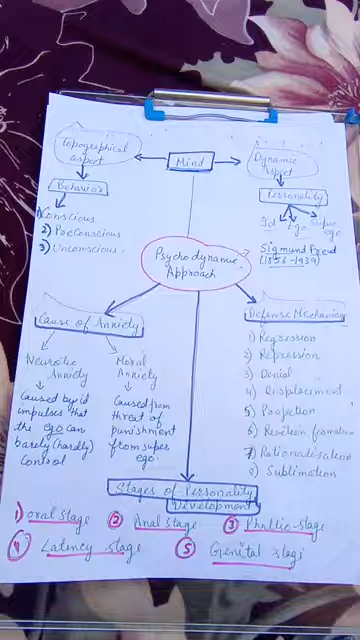 Mind
Topographical
aspect
Behavior
1) Conscious
2) PreConscious
3) Unconscious
Dynamic
Aspect
Personality
Id Ego Super
ego
Sigmund Freud
(1856-1939)
Psychodynamic
Approach
Cause of Anxiety
Neurotic
Anxiety
Caused by id
impulses that
the ego can
barely (hardly)
control
Moral
Anxiety
Caused from
threat of
punishment
from super
ego.
Defense Mechanism
1) Regression
2) Repression
3) Denial
4) Displacement
5) Projection
6) Reaction formation
7) Rationalisation
8) Sublimation
Stages of Personality
Development
1) oral stage 2 Anal stage 3 Phallic stage
4 Latency stage 5 Genital stage